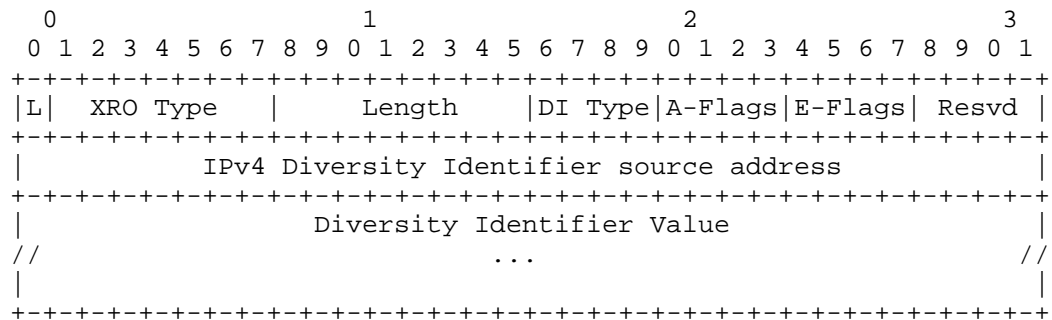 0                   1                   2                   3
 0 1 2 3 4 5 6 7 8 9 0 1 2 3 4 5 6 7 8 9 0 1 2 3 4 5 6 7 8 9 0 1
+-+-+-+-+-+-+-+-+-+-+-+-+-+-+-+-+-+-+-+-+-+-+-+-+-+-+-+-+-+-+-+-+
|L|  XRO Type   |     Length    |DI Type|A-Flags|E-Flags| Resvd |
+-+-+-+-+-+-+-+-+-+-+-+-+-+-+-+-+-+-+-+-+-+-+-+-+-+-+-+-+-+-+-+-+
|           IPv4 Diversity Identifier source address            |
+-+-+-+-+-+-+-+-+-+-+-+-+-+-+-+-+-+-+-+-+-+-+-+-+-+-+-+-+-+-+-+-+
|                  Diversity Identifier Value                   |
//                            ...                              //
|                                                               |
+-+-+-+-+-+-+-+-+-+-+-+-+-+-+-+-+-+-+-+-+-+-+-+-+-+-+-+-+-+-+-+-+